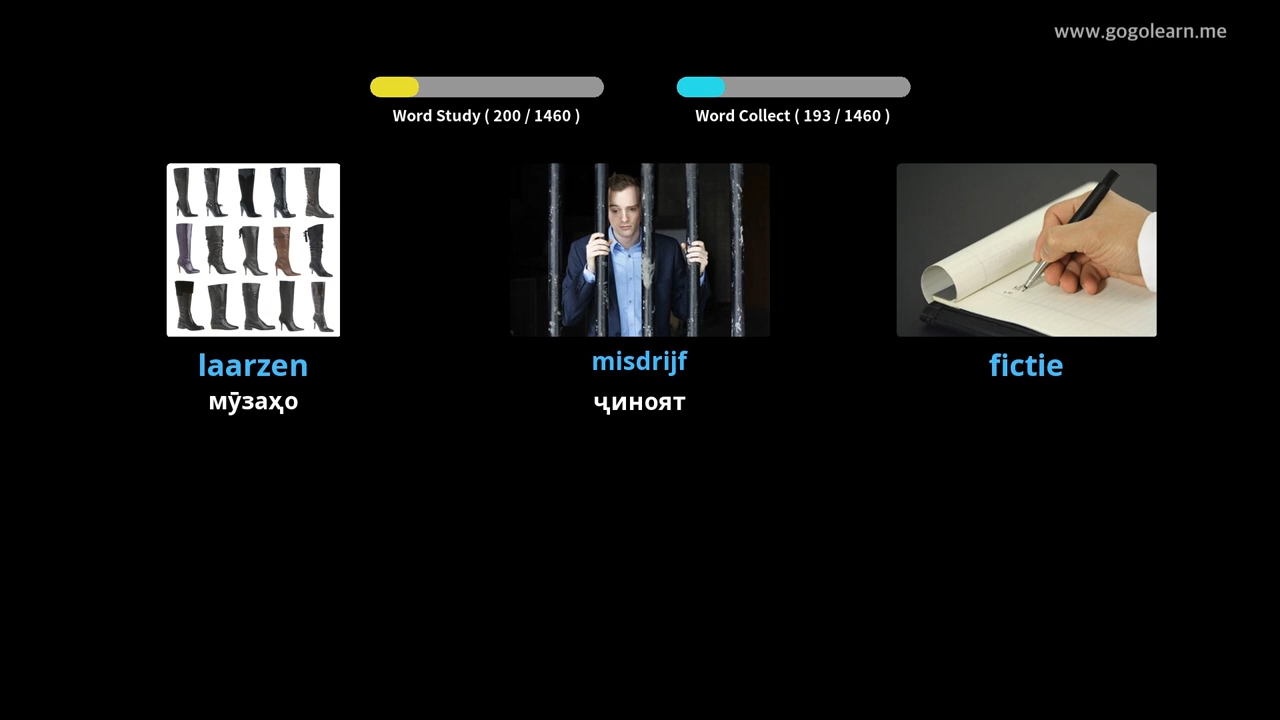 www.gogolearn.me
Word Study ( 200 / 1460 )
Word Collect ( 193 / 1460 )
laarzen
мӯзаҳо
misdrijf
ҷиноят
fictie